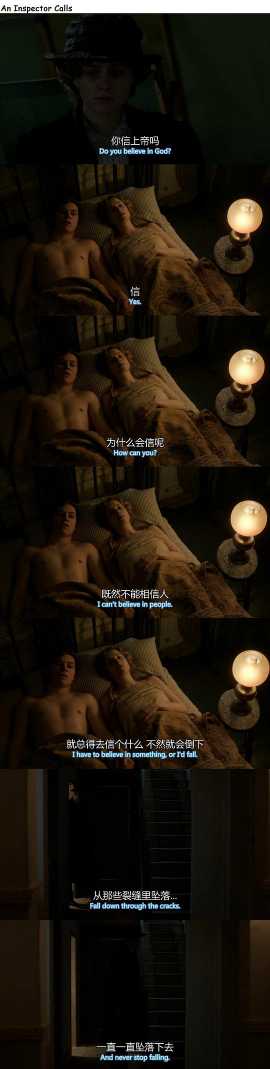 An Inspector Calls
你信上帝吗
Do you believe in God?
信
Yes.
为什么会信呢
How can you?
既然不能相信人
I can't believe in people.
就总得去信个什么 不然就会倒下
I have to believe in something, or I'd fall.
从那些裂缝里坠落...
Fall down through the cracks.
一直一直坠落下去
And never stop falling.